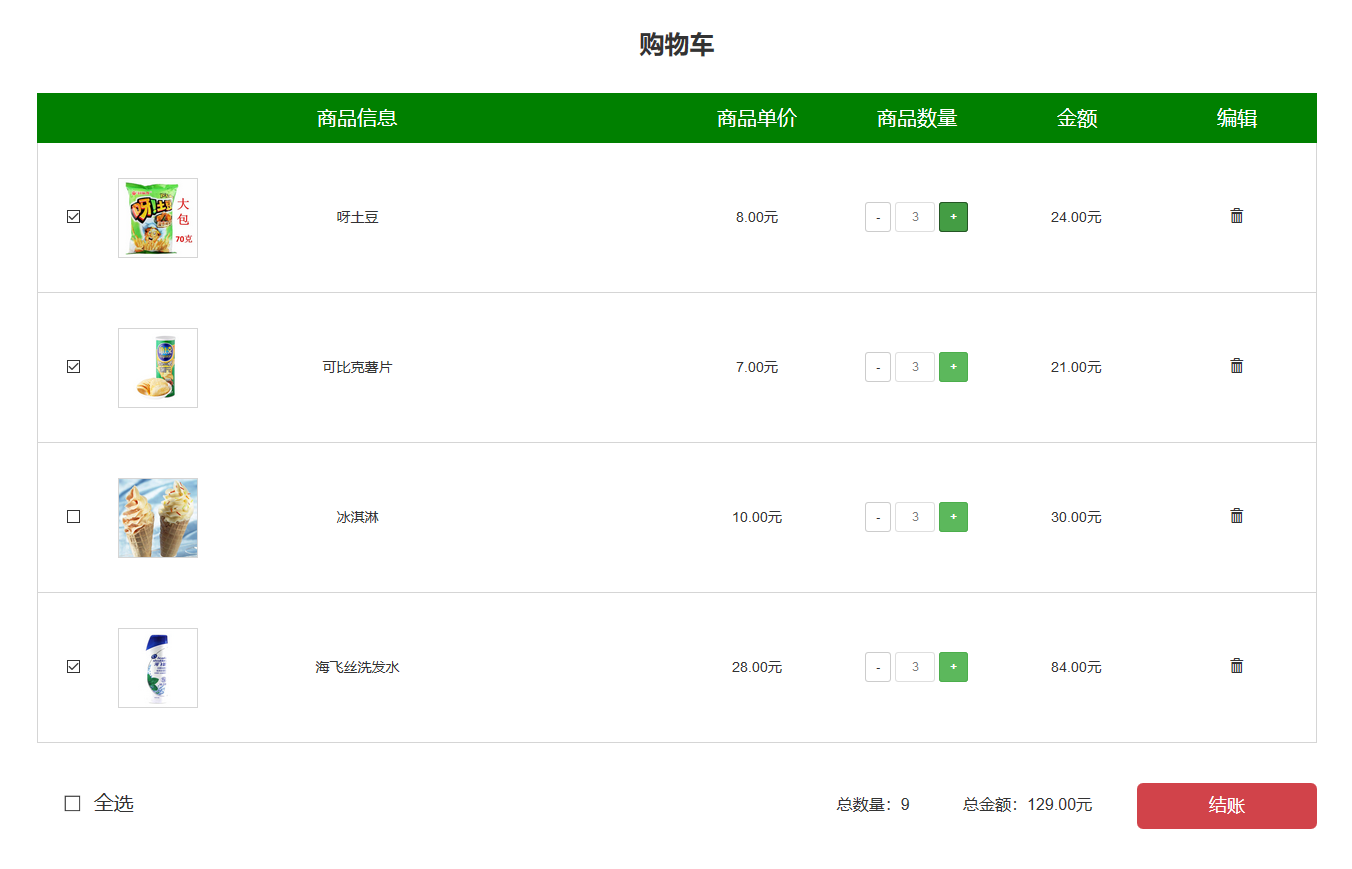 购物车
商品信息 商品单价 商品数量 金额 编辑
呀!土豆 大包 70克
呀土豆 8.00元 - 3 + 24.00元
可比克薯片 7.00元 - 3 + 21.00元
冰淇淋 10.00元 - 3 + 30.00元
海飞丝洗发水 28.00元 - 3 + 84.00元
全选 总数量：9 总金额：129.00元 结账